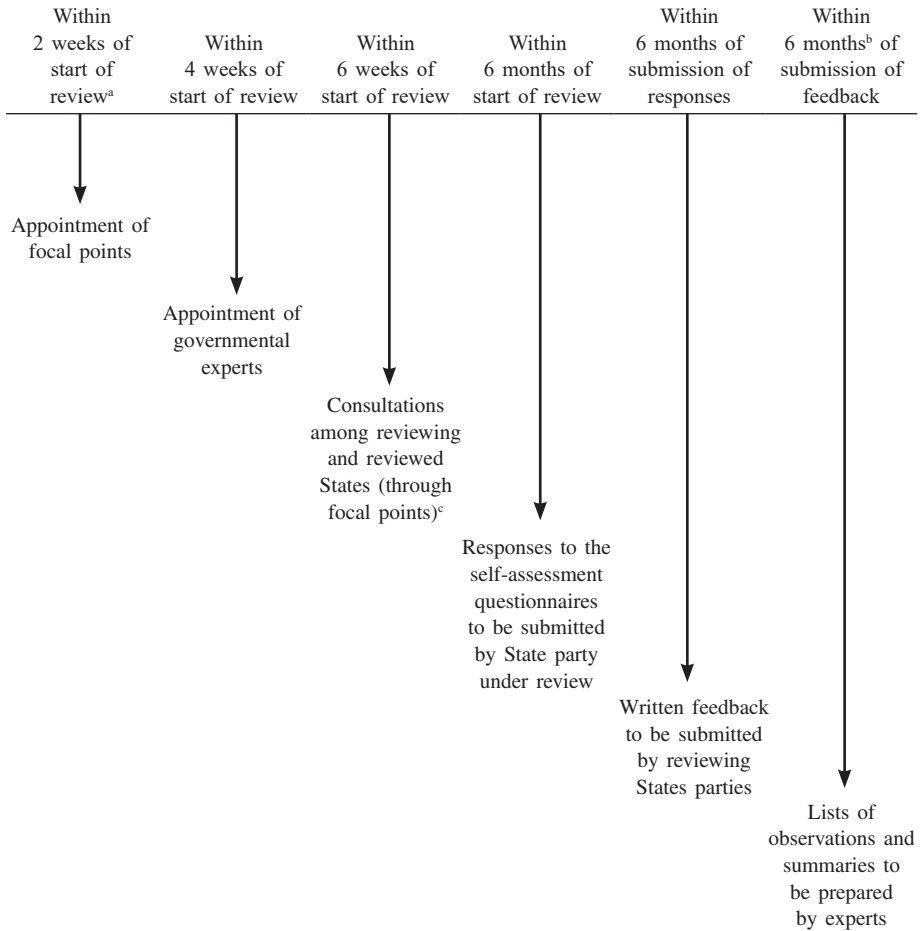 Within
2 weeks of
start of
reviewᵃ
Within
4 weeks of
start of review
Within
6 weeks of
start of review
Within
6 months of
start of review
Within
6 months of
submission of
responses
Within
6 monthsᵇ of
submission of
feedback
Appointment of
focal points
Appointment of
governmental
experts
Consultations
among reviewing
and reviewed
States (through
focal points)ᶜ
Responses to the
self-assessment
questionnaires
to be submitted
by State party
under review
Written feedback
to be submitted
by reviewing
States parties
Lists of
observations and
summaries to
be prepared
by experts